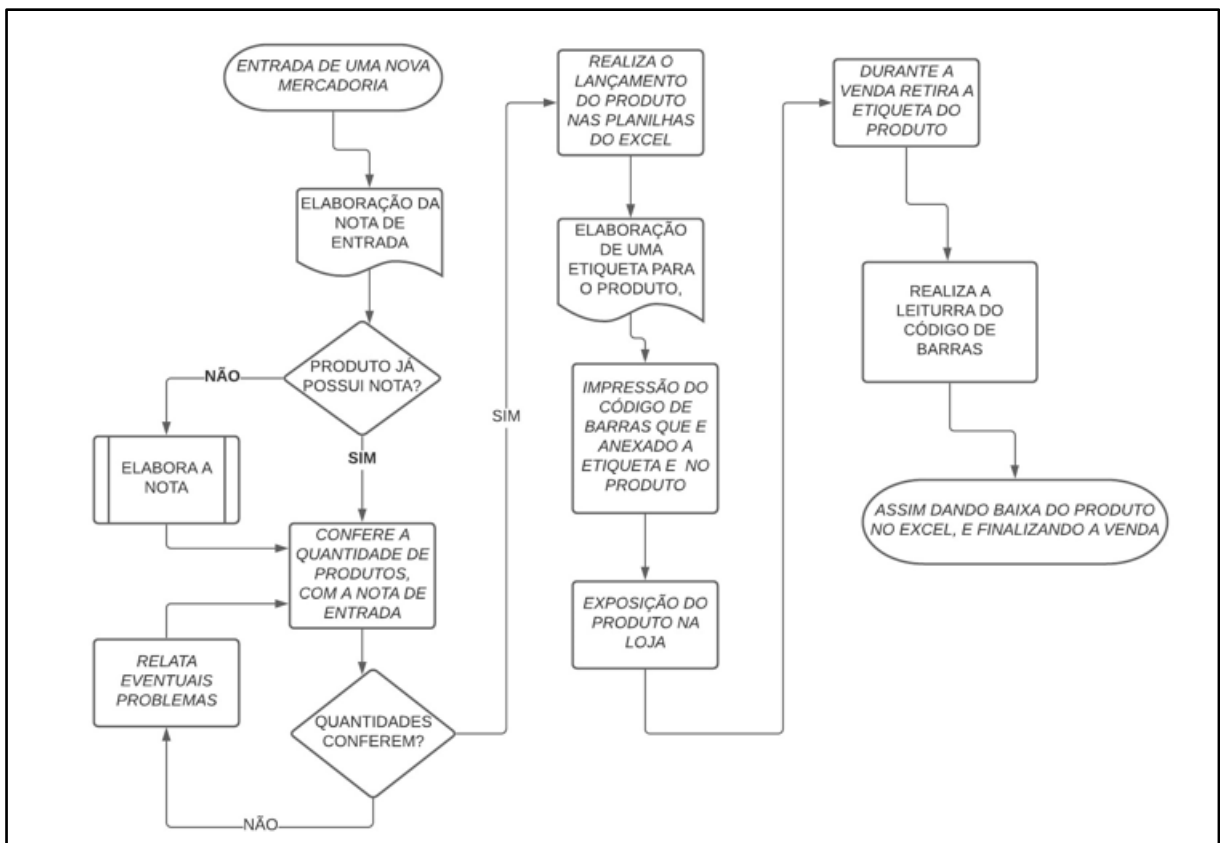 ENTRADA DE UMA NOVA
MERCADORIA
ELABORAÇÃO DA
NOTA DE
ENTRADA
PRODUTO JÁ
POSSUI NOTA?
NÃO
ELABORA A
NOTA
SIM
CONFERE A
QUANTIDADE DE
PRODUTOS,
COM A NOTA DE
ENTRADA
RELATA
EVENTUAIS
PROBLEMAS
QUANTIDADES
CONFEREM?
NÃO
SIM
REALIZA O
LANÇAMENTO
DO PRODUTO
NAS PLANILHAS
DO EXCEL
ELABORAÇÃO
DE UMA
ETIQUETA PARA
O PRODUTO,
IMPRESSÃO DO
CÓDIGO DE
BARRAS QUE E
ANEXADO A
ETIQUETA E NO
PRODUTO
EXPOSIÇÃO DO
PRODUTO NA
LOJA
DURANTE A
VENDA RETIRA A
ETIQUETA DO
PRODUTO
REALIZA A
LEITURRA DO
CÓDIGO DE
BARRAS
ASSIM DANDO BAIXA DO PRODUTO
NO EXCEL, E FINALIZANDO A VENDA